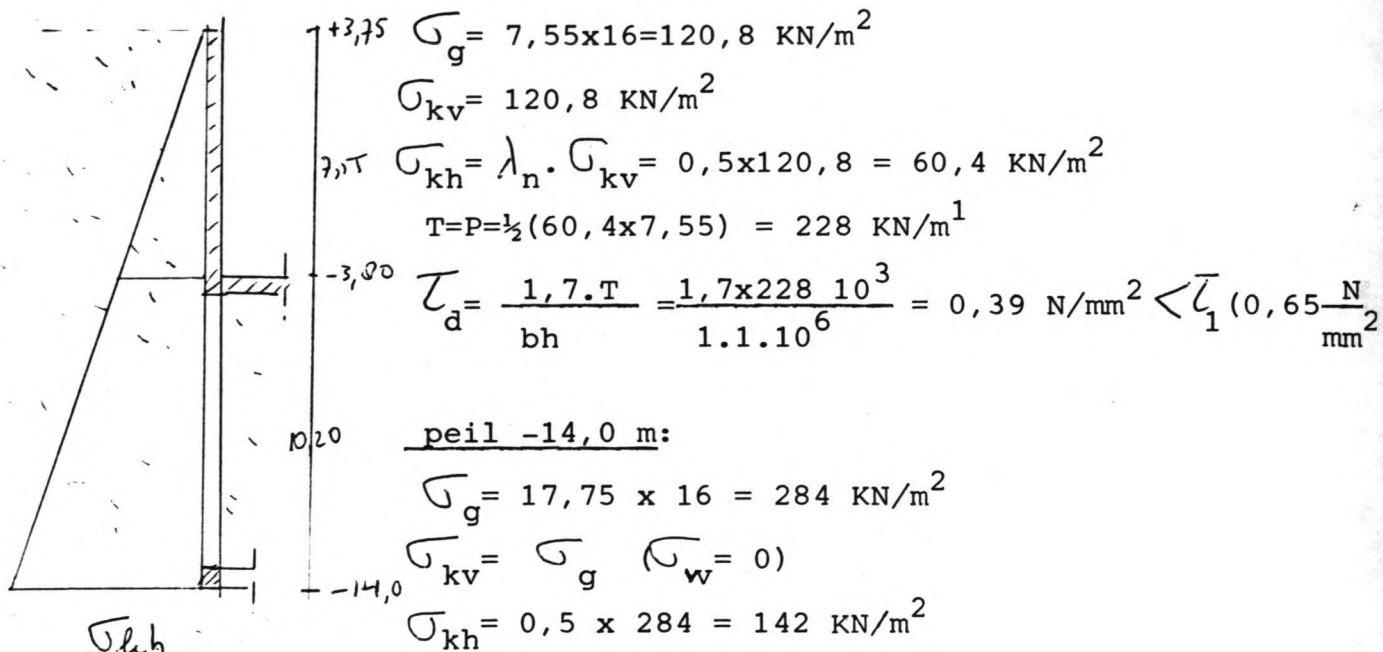 +3,75
σg= 7,55x16=120,8 KN/m²
σkv= 120,8 KN/m²
7,55
σkh= λn.σkv= 0,5x120,8 = 60,4 KN/m²
T=P=½(60,4x7,55) = 228 KN/m¹
-3,80
τd= 1,7.T / bh = 1,7x228 10³ / 1.1.10⁶ = 0,39 N/mm² < τ̄1 (0,65 N/mm²
10,20
peil -14,0 m:
σg= 17,75 x 16 = 284 KN/m²
σkv= σg (σw= 0)
-14,0
σkh= 0,5 x 284 = 142 KN/m²
σkh